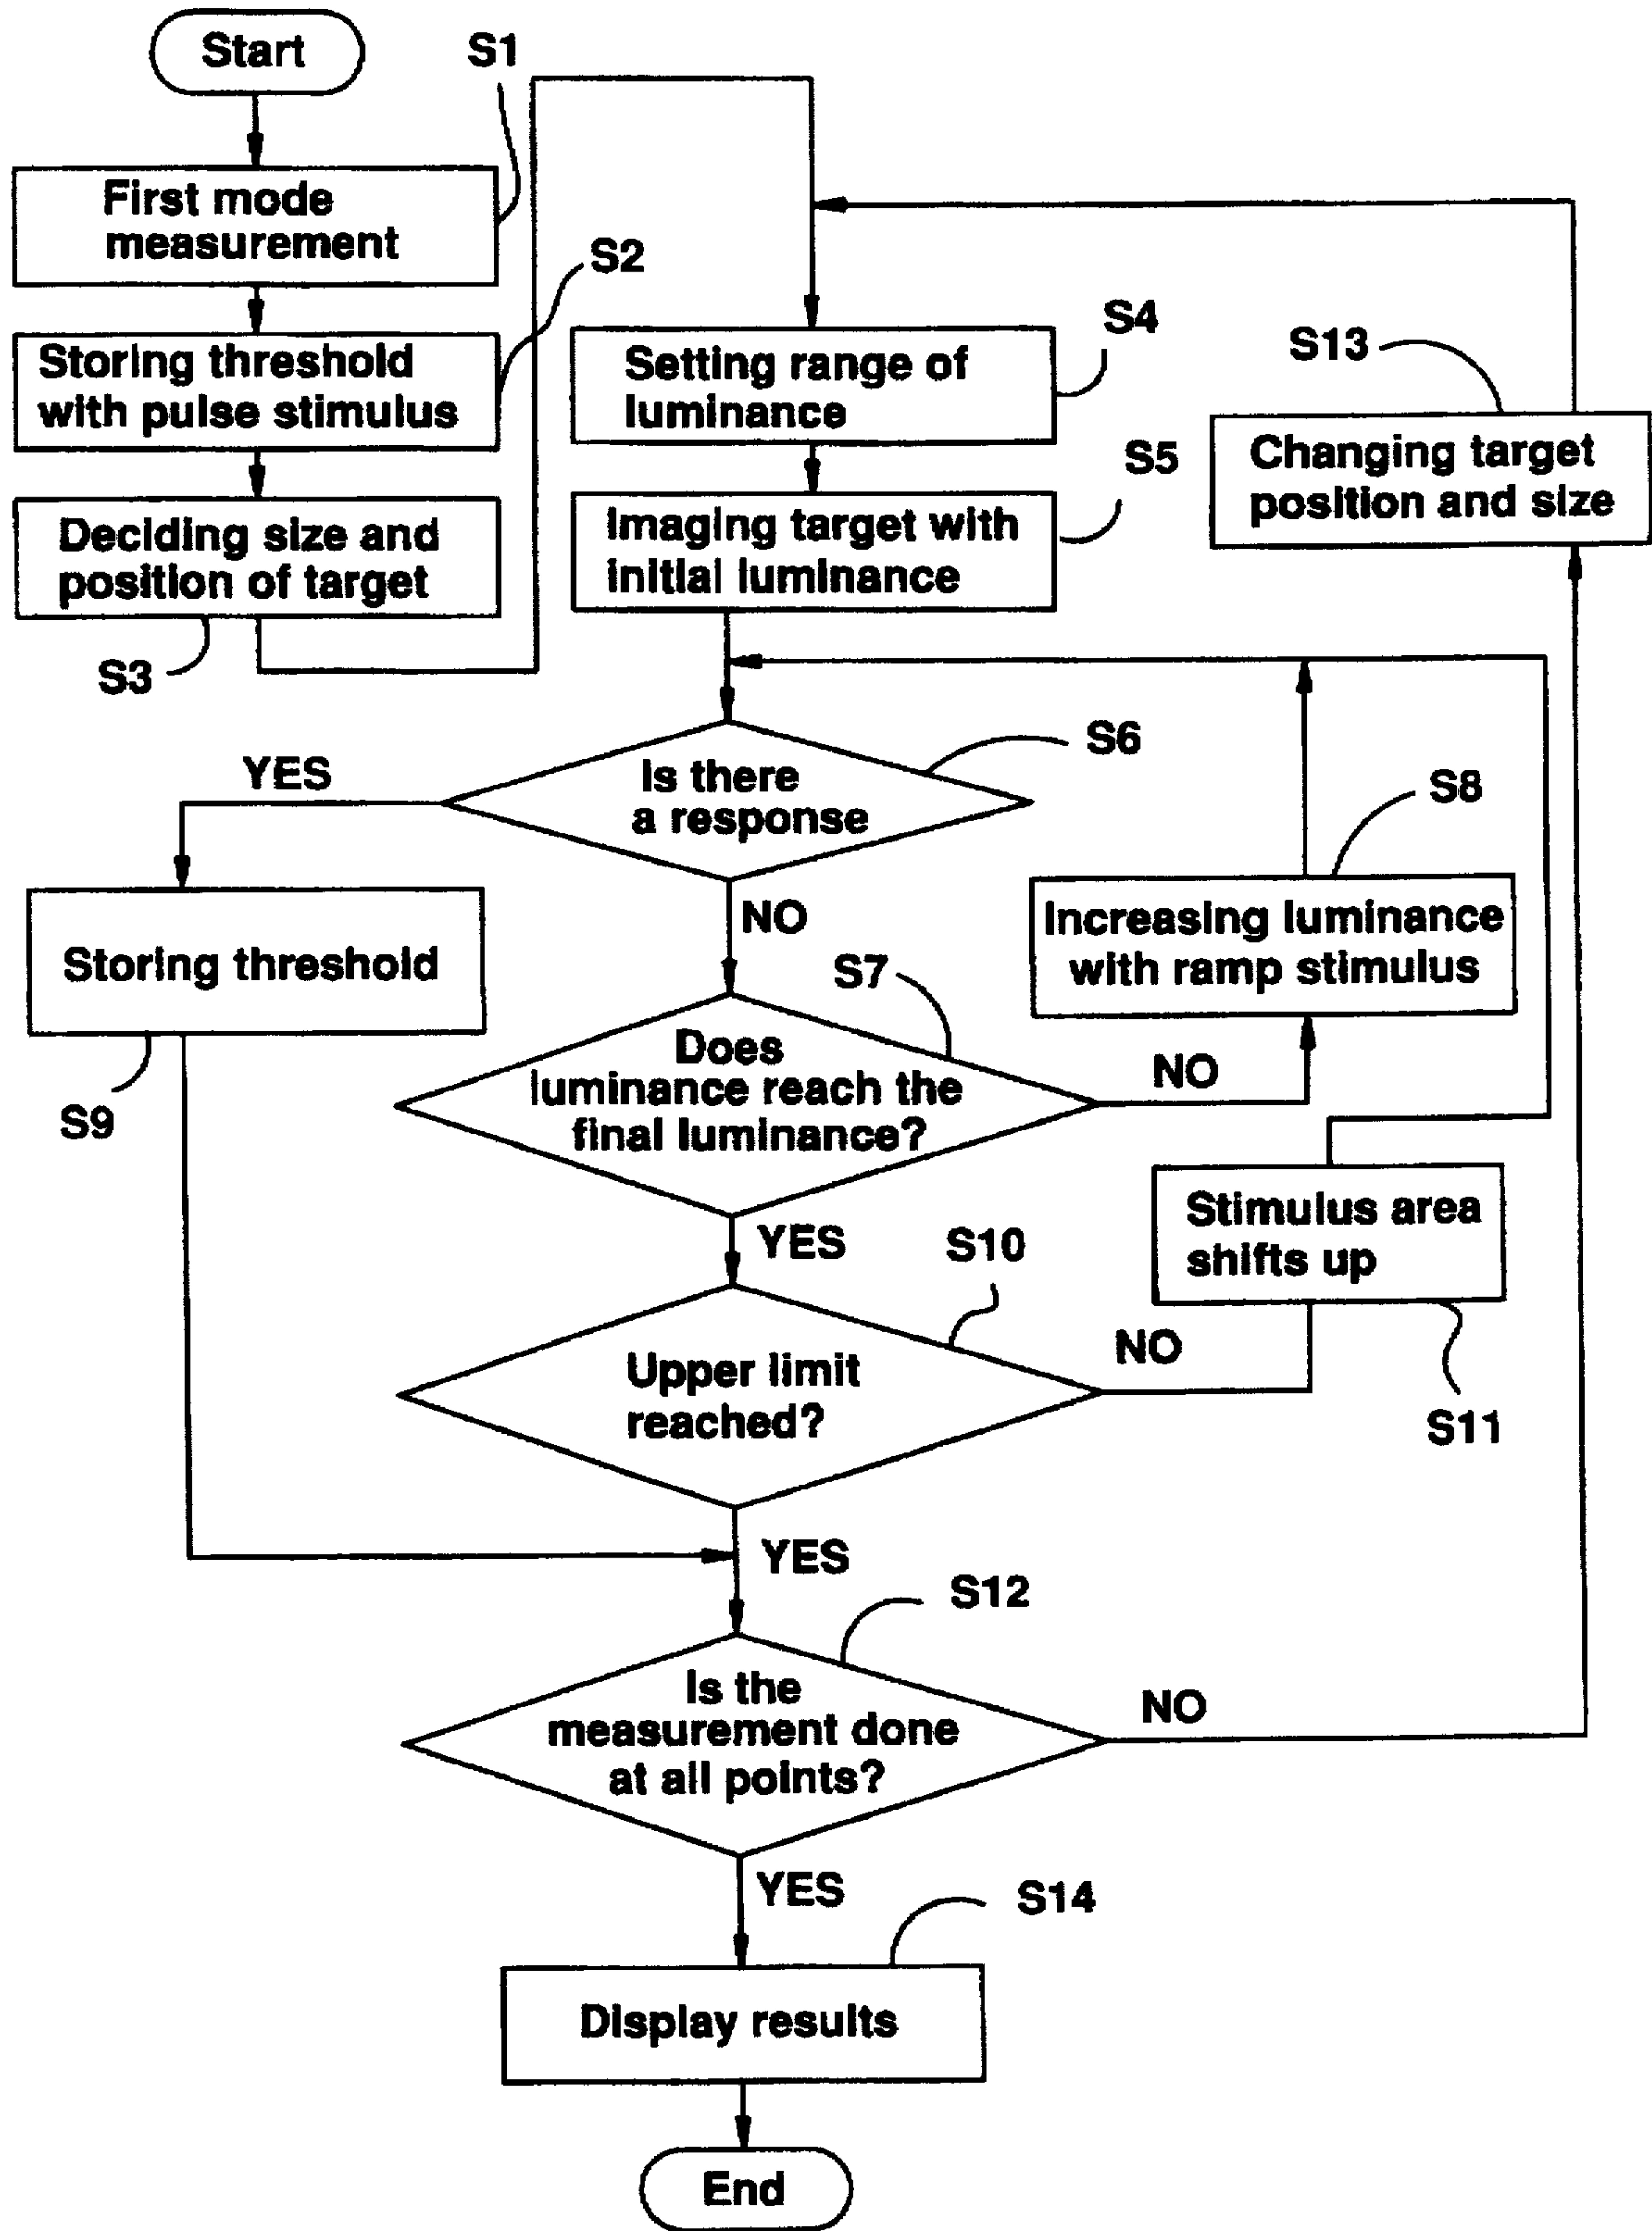 Start
S1
First mode
measurement
S2
Storing threshold
with pulse stimulus
Deciding size and
position of target
S3
S4
Setting range of
luminance
S5
Imaging target with
initial luminance
S13
Changing target
position and size
S6
Is there
a response
YES
NO
S8
Increasing luminance
with ramp stimulus
Storing threshold
S9
S7
Does
luminance reach the
final luminance?
NO
YES
Stimulus area
shifts up
S11
S10
Upper limit
reached?
NO
YES
S12
Is the
measurement done
at all points?
NO
YES
S14
Display results
End